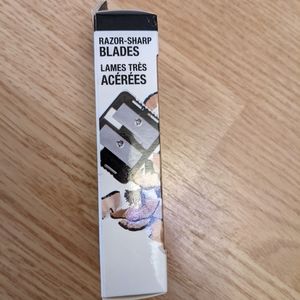 RAZOR-SHARP
BLADES
LAMES TRÈS
ACÉRÉES